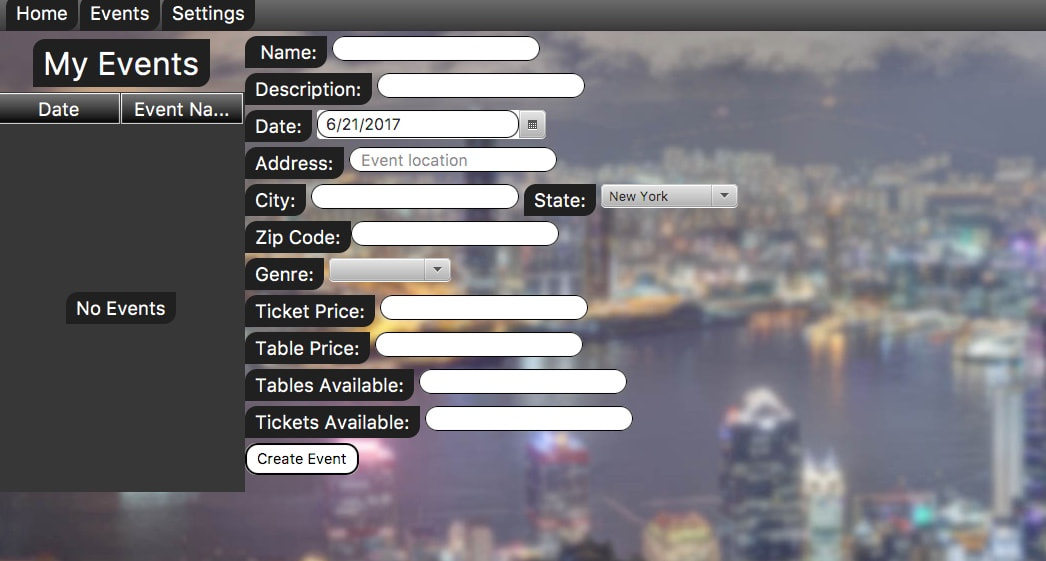 Home Events Settings
My Events
Date Event Na...
No Events
Name:
Description:
Date: 6/21/2017
Address: Event location
City: State: New York
Zip Code:
Genre:
Ticket Price:
Table Price:
Tables Available:
Tickets Available:
Create Event